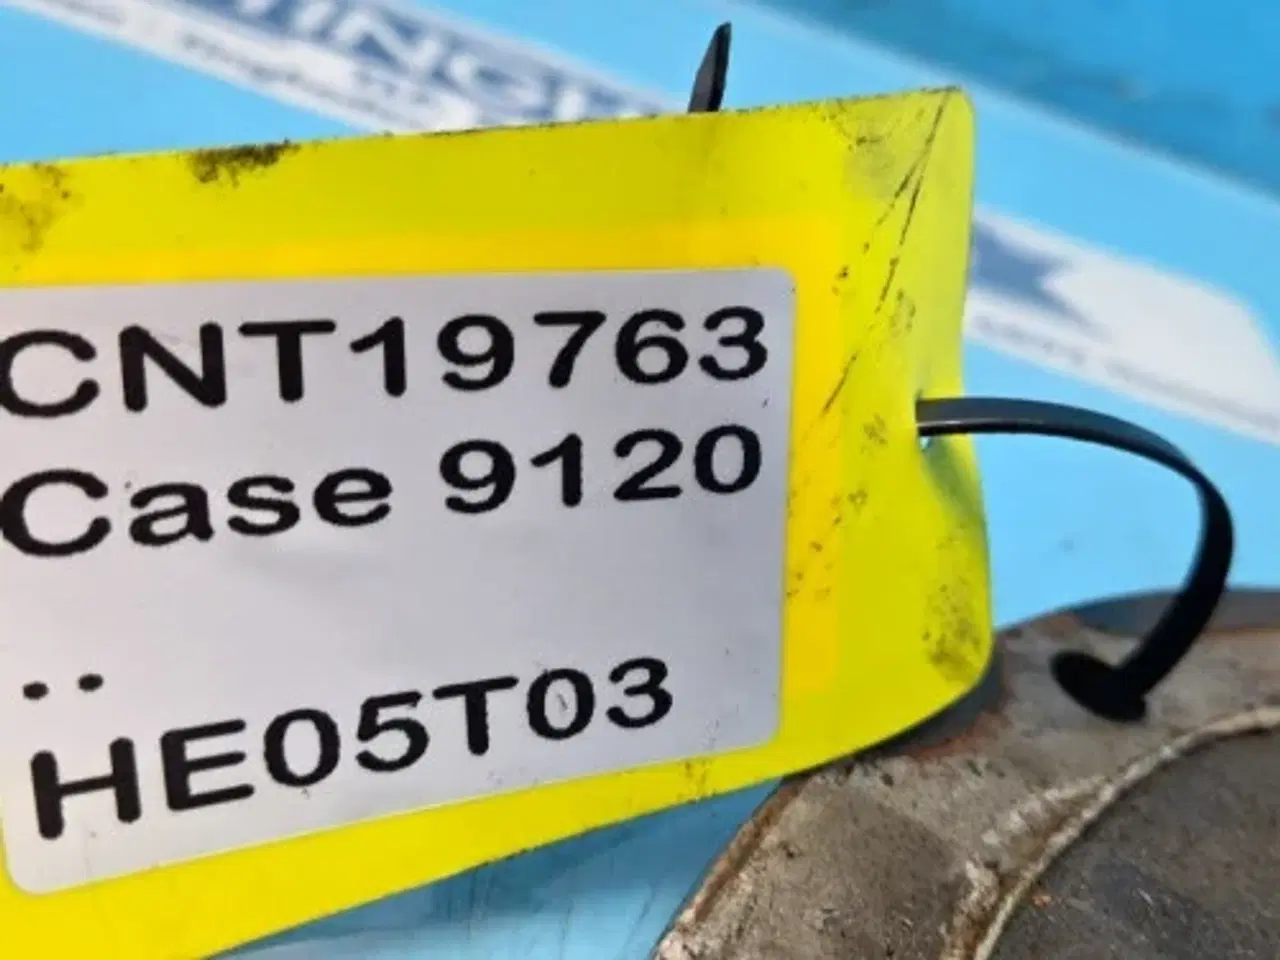 CNT19763
Case 9120
..
HE05T03